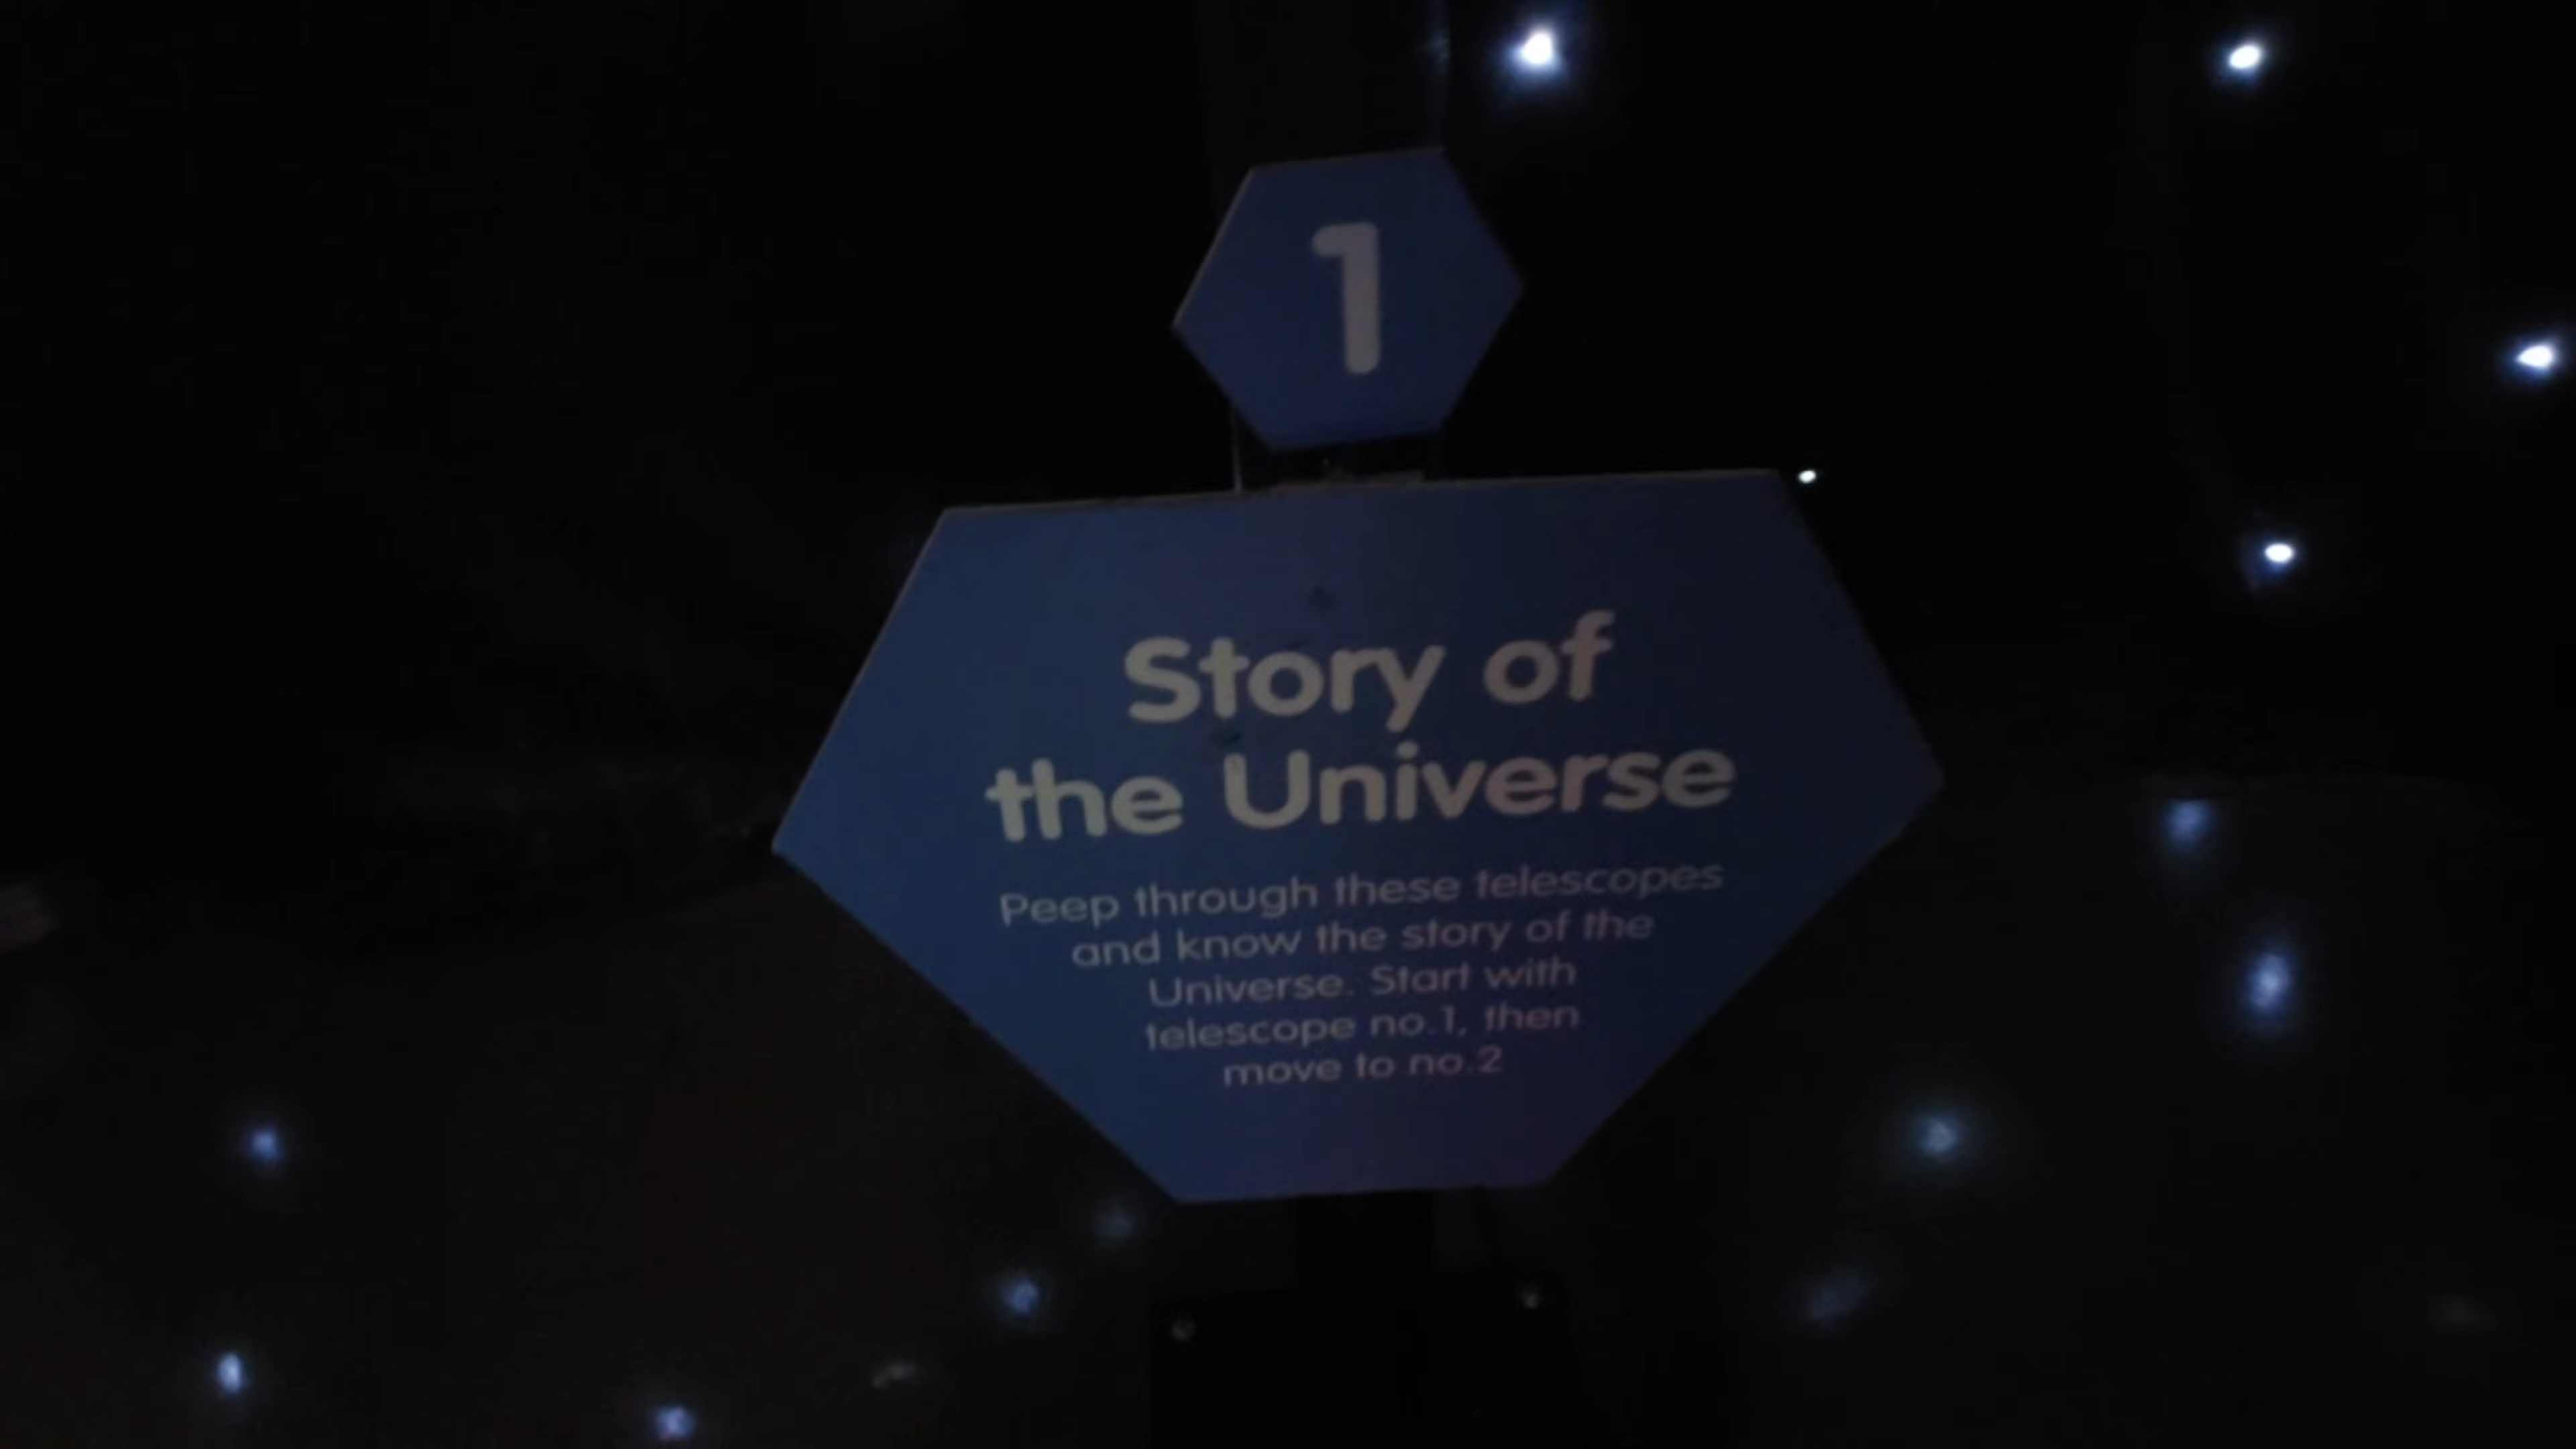 1
Story of
the Universe
Peep through these telescopes
and know the story of the
Universe. Start with
telescope no.1, then
move to no.2